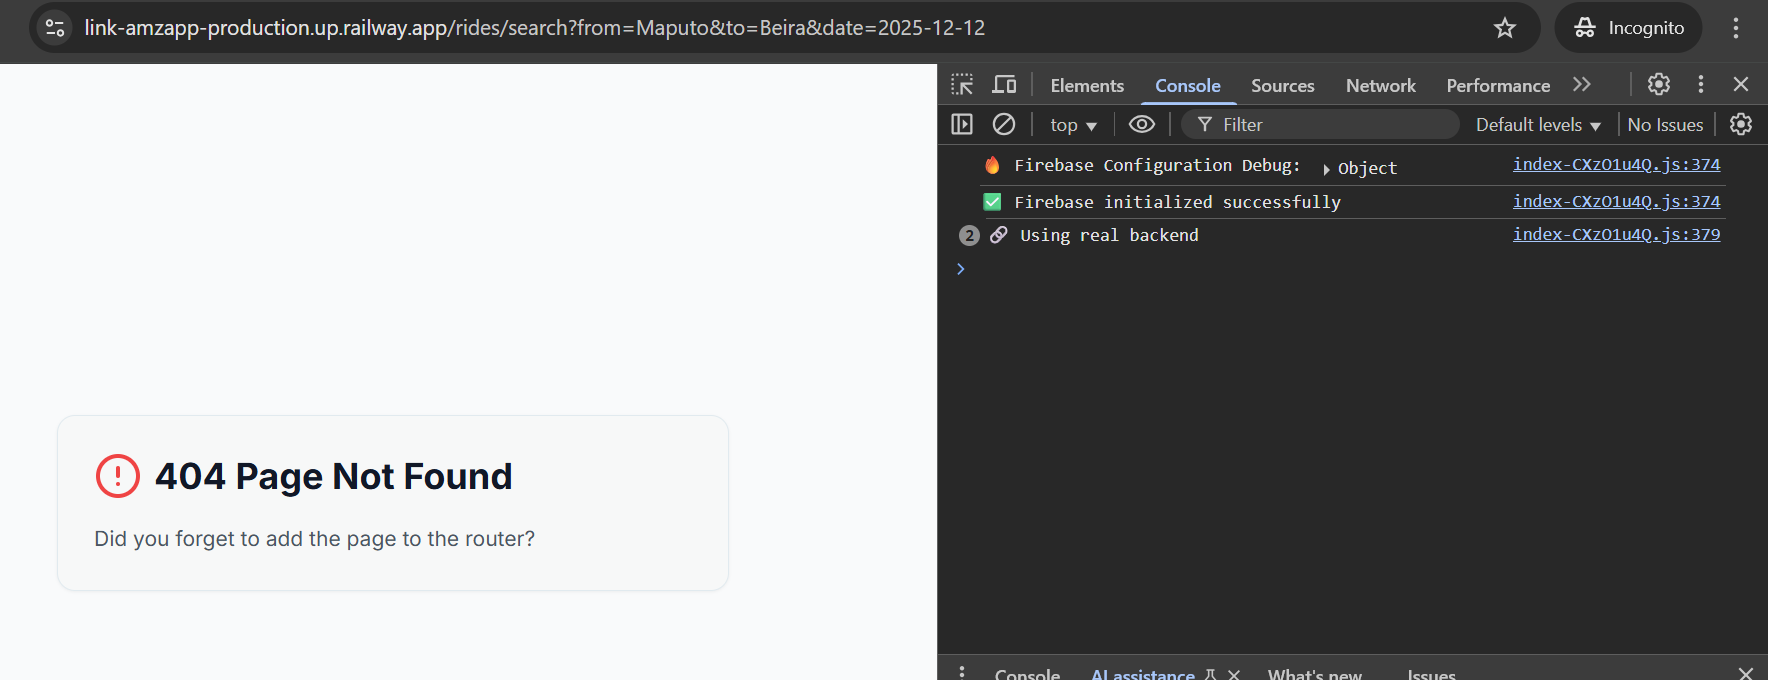 link-amzapp-production.up.railway.app/rides/search?from=Maputo&to=Beira&date=2025-12-12
Incognito
Elements Console Sources Network Performance
top Filter Default levels No Issues
Firebase Configuration Debug: Object index-CXzO1u4Q.js:374
Firebase initialized successfully index-CXzO1u4Q.js:374
2 Using real backend index-CXzO1u4Q.js:379
404 Page Not Found
Did you forget to add the page to the router?
Console AI assistance What's new Issues